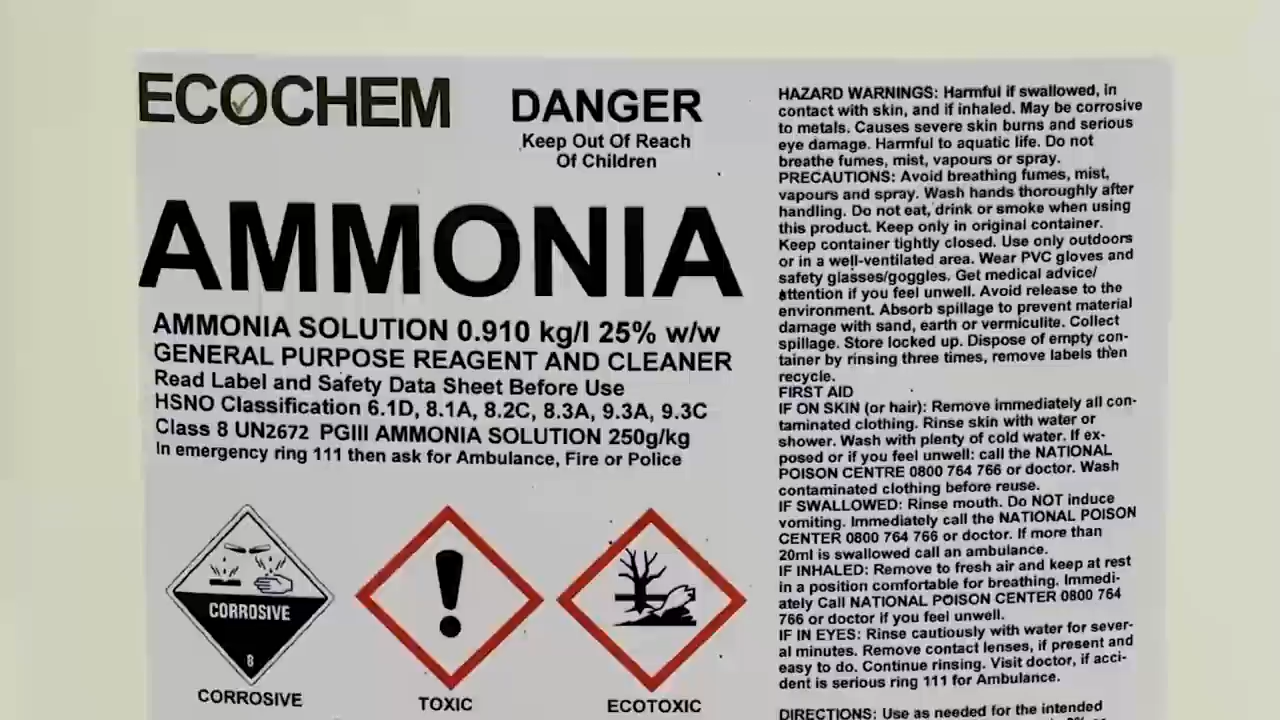 ECOCHEM
DANGER
Keep Out Of Reach
Of Children
AMMONIA
AMMONIA SOLUTION 0.910 kg/l 25% w/w
GENERAL PURPOSE REAGENT AND CLEANER
Read Label and Safety Data Sheet Before Use
HSNO Classification 6.1D, 8.1A, 8.2C, 8.3A, 9.3A, 9.3C
Class 8 UN2672 PGIII AMMONIA SOLUTION 250g/kg
In emergency ring 111 then ask for Ambulance, Fire or Police
CORROSIVE
8
CORROSIVE
TOXIC
ECOTOXIC
HAZARD WARNINGS: Harmful if swallowed, in
contact with skin, and if inhaled. May be corrosive
to metals. Causes severe skin burns and serious
eye damage. Harmful to aquatic life. Do not
breathe fumes, mist, vapours or spray.
PRECAUTIONS: Avoid breathing fumes, mist,
vapours and spray. Wash hands thoroughly after
handling. Do not eat, drink or smoke when using
this product. Keep only in original container.
Keep container tightly closed. Use only outdoors
or in a well-ventilated area. Wear PVC gloves and
safety glasses/goggles. Get medical advice/
attention if you feel unwell. Avoid release to the
environment. Absorb spillage to prevent material
damage with sand, earth or vermiculite. Collect
spillage. Store locked up. Dispose of empty con-
tainer by rinsing three times, remove labels then
recycle.
FIRST AID
IF ON SKIN (or hair): Remove immediately all con-
taminated clothing. Rinse skin with water or
shower. Wash with plenty of cold water. If ex-
posed or if you feel unwell: call the NATIONAL
POISON CENTRE 0800 764 766 or doctor. Wash
contaminated clothing before reuse.
IF SWALLOWED: Rinse mouth. Do NOT induce
vomiting. Immediately call the NATIONAL POISON
CENTER 0800 764 766 or doctor. If more than
20ml is swallowed call an ambulance.
IF INHALED: Remove to fresh air and keep at rest
in a position comfortable for breathing. Immedi-
ately Call NATIONAL POISON CENTER 0800 764
766 or doctor if you feel unwell.
IF IN EYES: Rinse cautiously with water for sever-
al minutes. Remove contact lenses, if present and
easy to do. Continue rinsing. Visit doctor, if acci-
dent is serious ring 111 for Ambulance.
DIRECTIONS: Use as needed for the intended